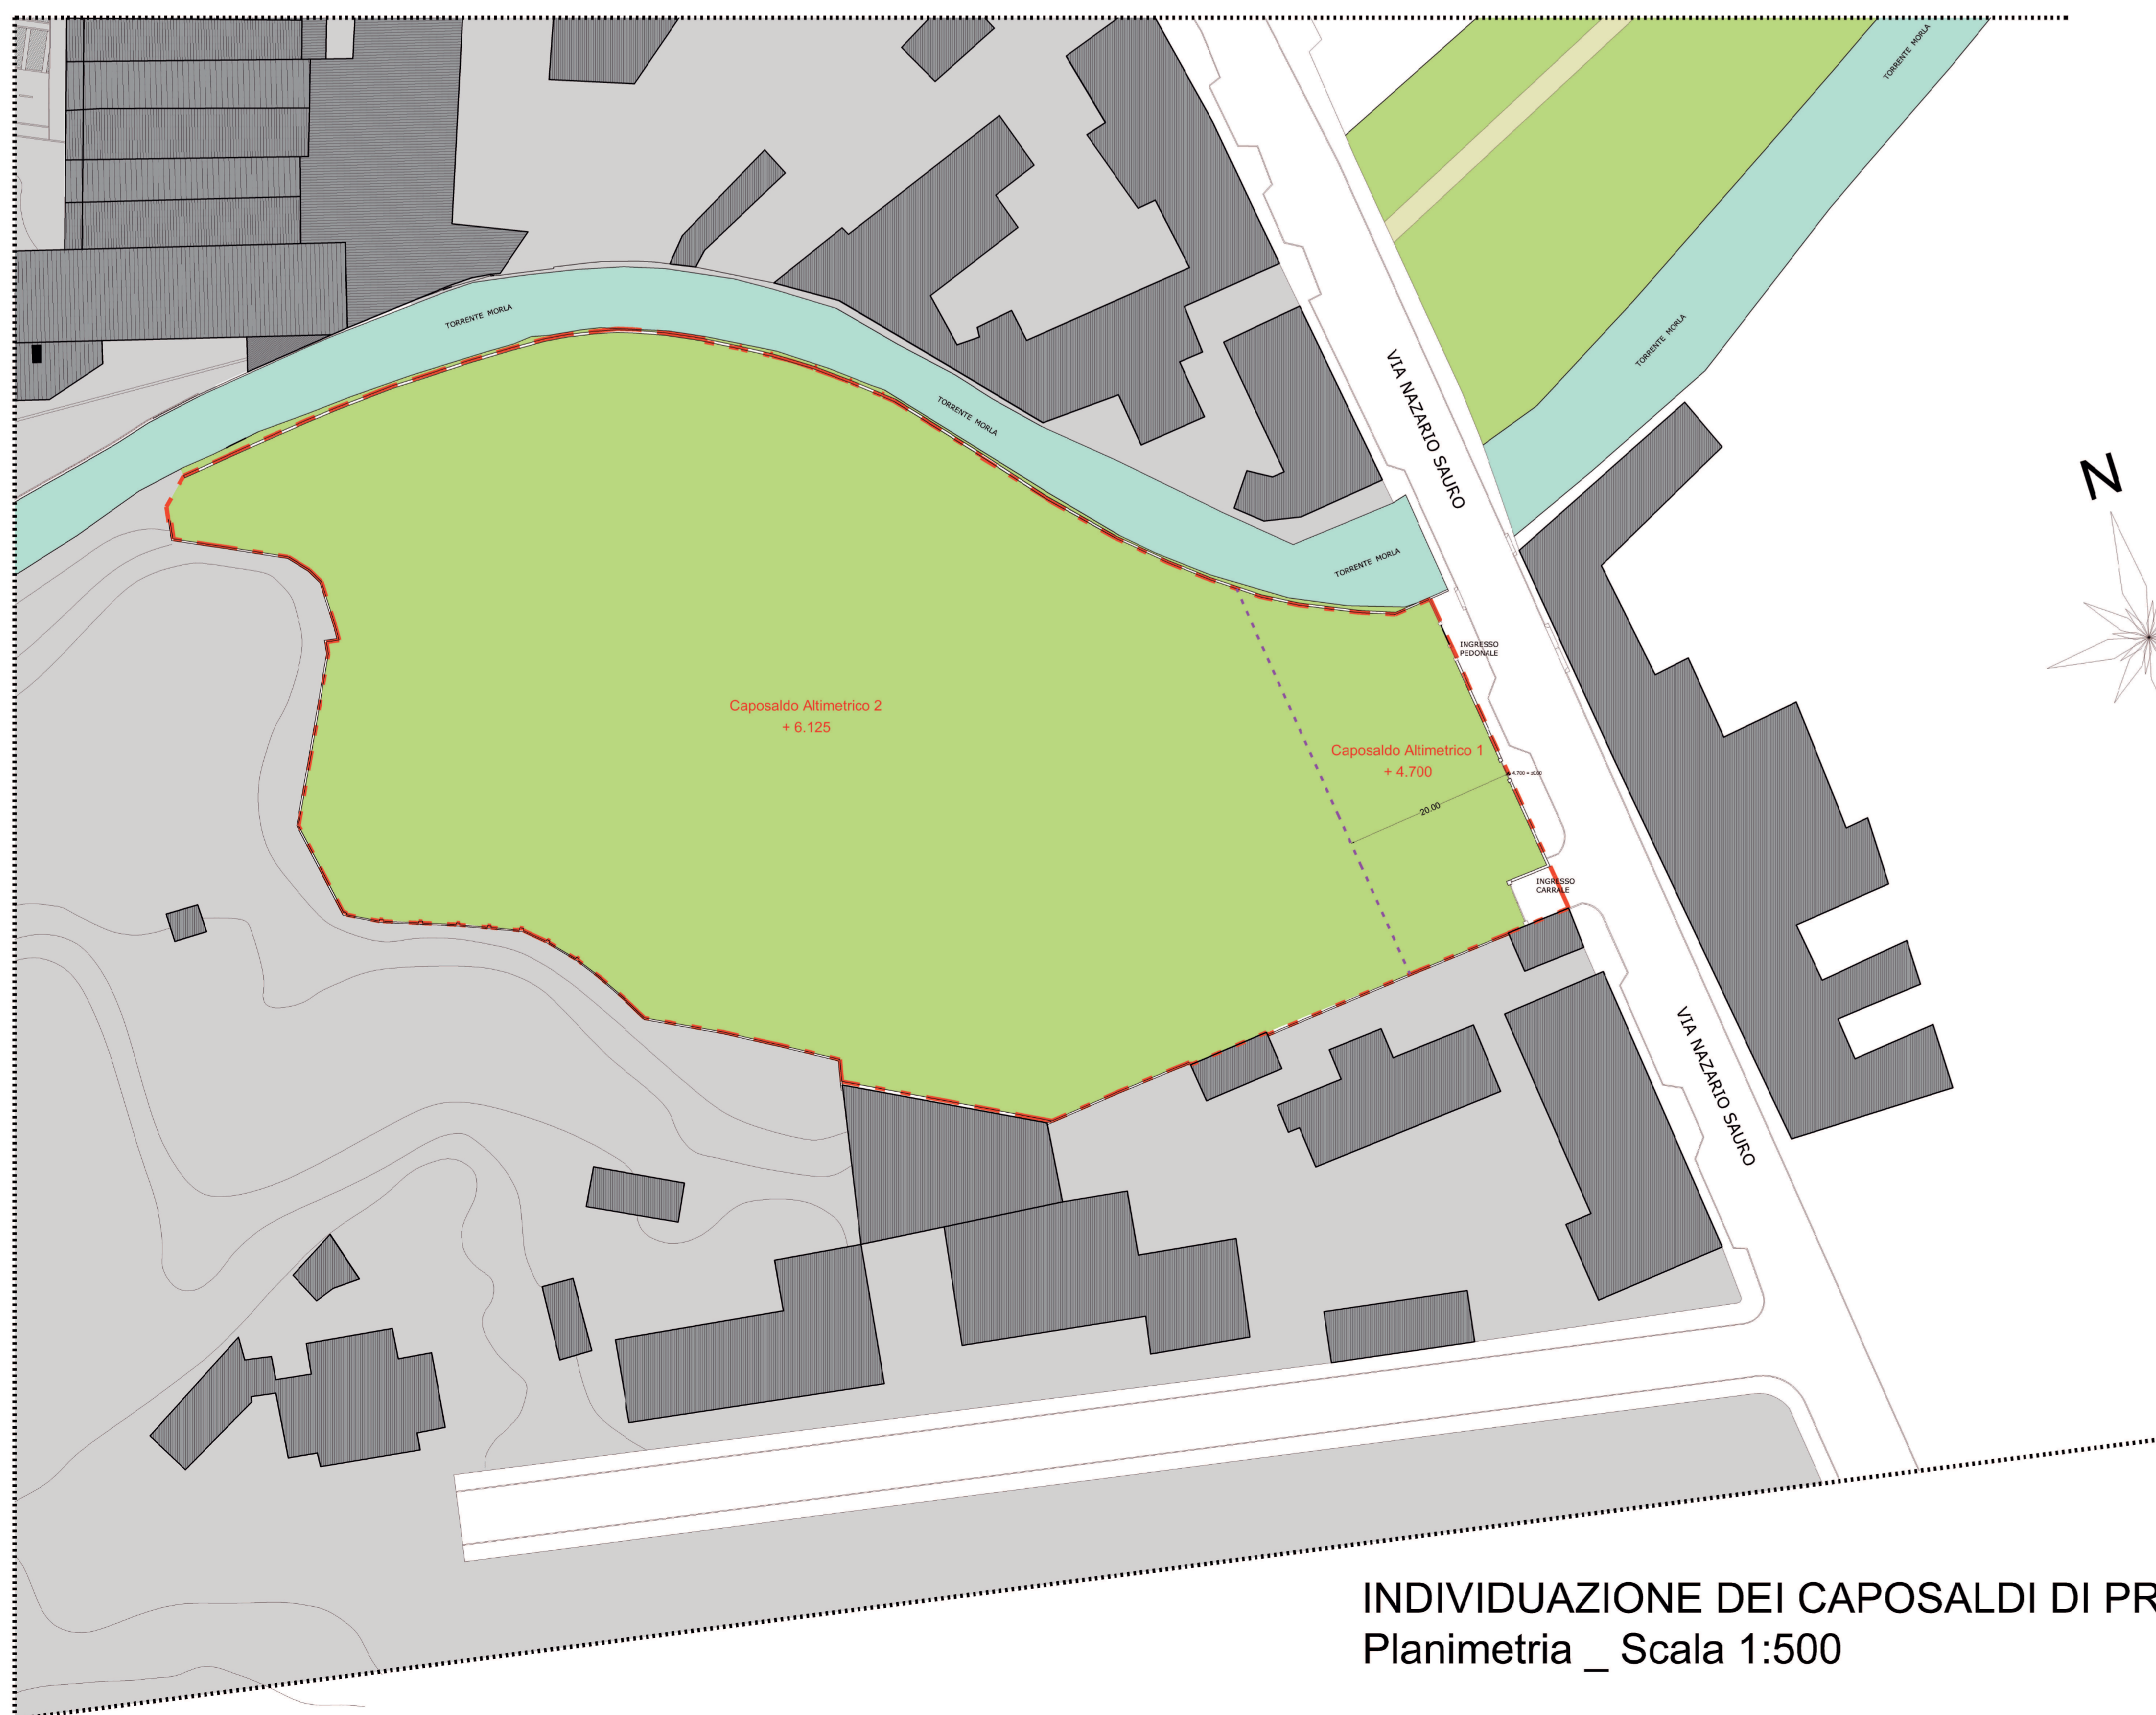 TORRENTE MORLA
TORRENTE MORLA
VIA NAZARIO SAURO
TORRENTE MORLA
TORRENTE MORLA
N
TORRENTE MORLA
INGRESSO
PEDONALE
Caposaldo Altimetrico 2
+ 6.125
Caposaldo Altimetrico 1
+ 4.700
20.00
INGRESSO
CARRALE
VIA NAZARIO SAURO
INDIVIDUAZIONE DEI CAPOSALDI DI PR
Planimetria _ Scala 1:500